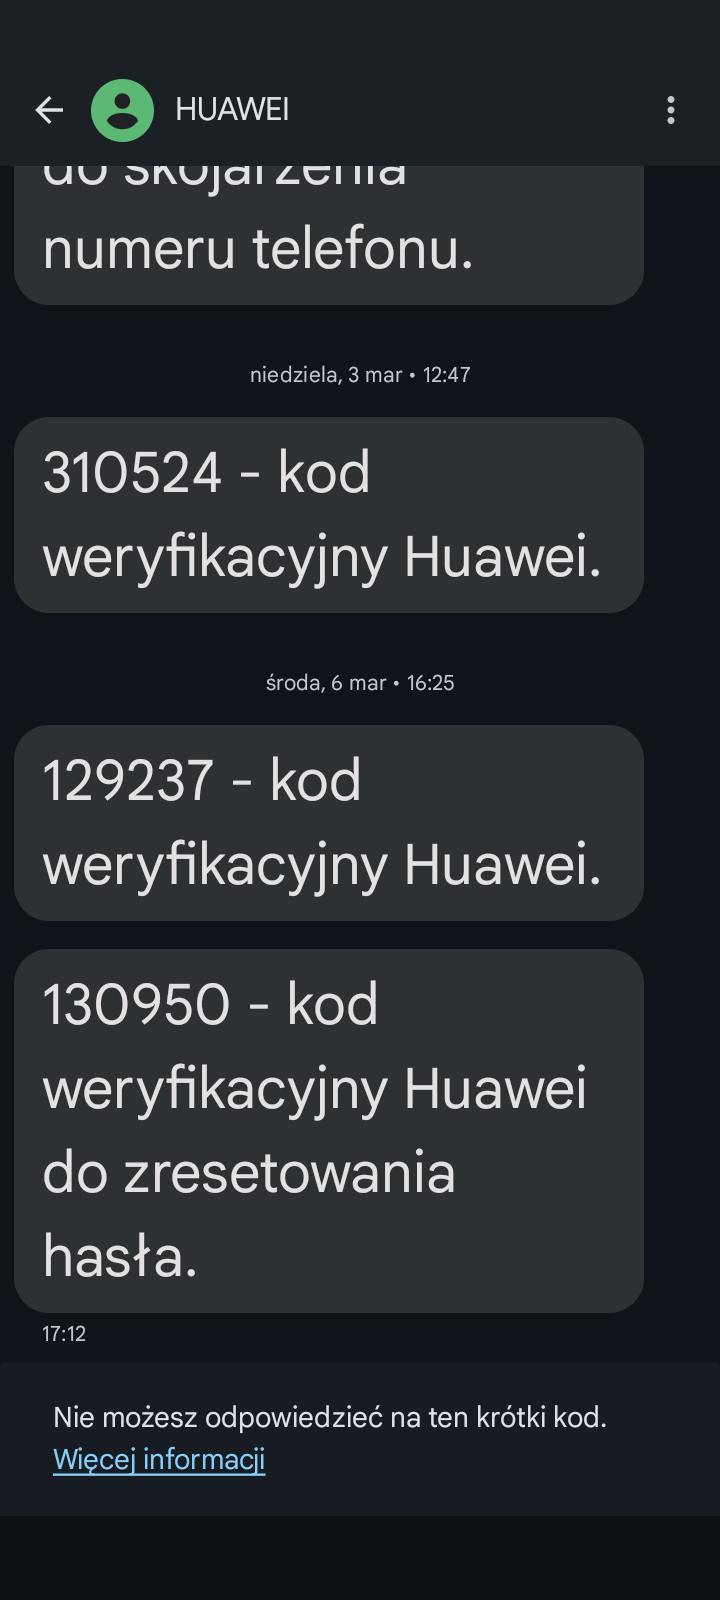 HUAWEI
do skojarzenia
numeru telefonu.
niedziela, 3 mar • 12:47
310524 - kod
weryfikacyjny Huawei.
środa, 6 mar • 16:25
129237 - kod
weryfikacyjny Huawei.
130950 - kod
weryfikacyjny Huawei
do zresetowania
hasła.
17:12
Nie możesz odpowiedzieć na ten krótki kod.
Więcej informacji